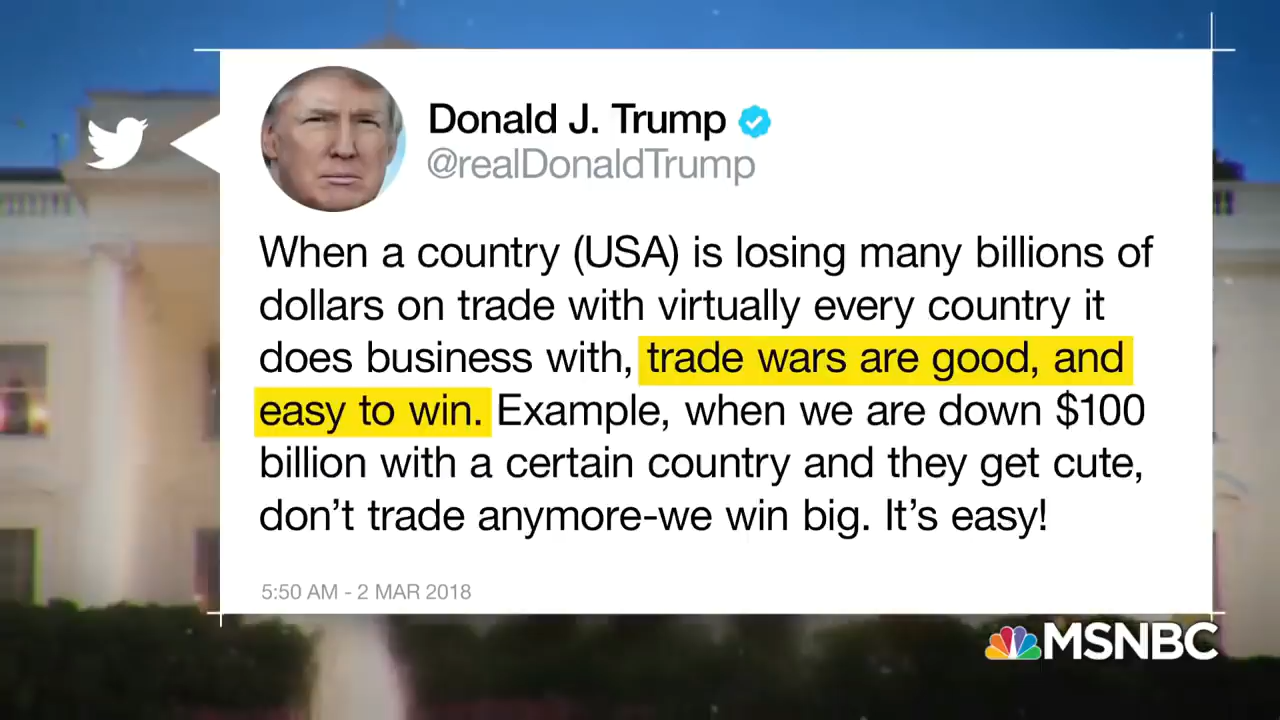 Donald J. Trump
@realDonaldTrump
When a country (USA) is losing many billions of
dollars on trade with virtually every country it
does business with, trade wars are good, and
easy to win. Example, when we are down $100
billion with a certain country and they get cute,
don’t trade anymore-we win big. It’s easy!
5:50 AM - 2 MAR 2018
MSNBC